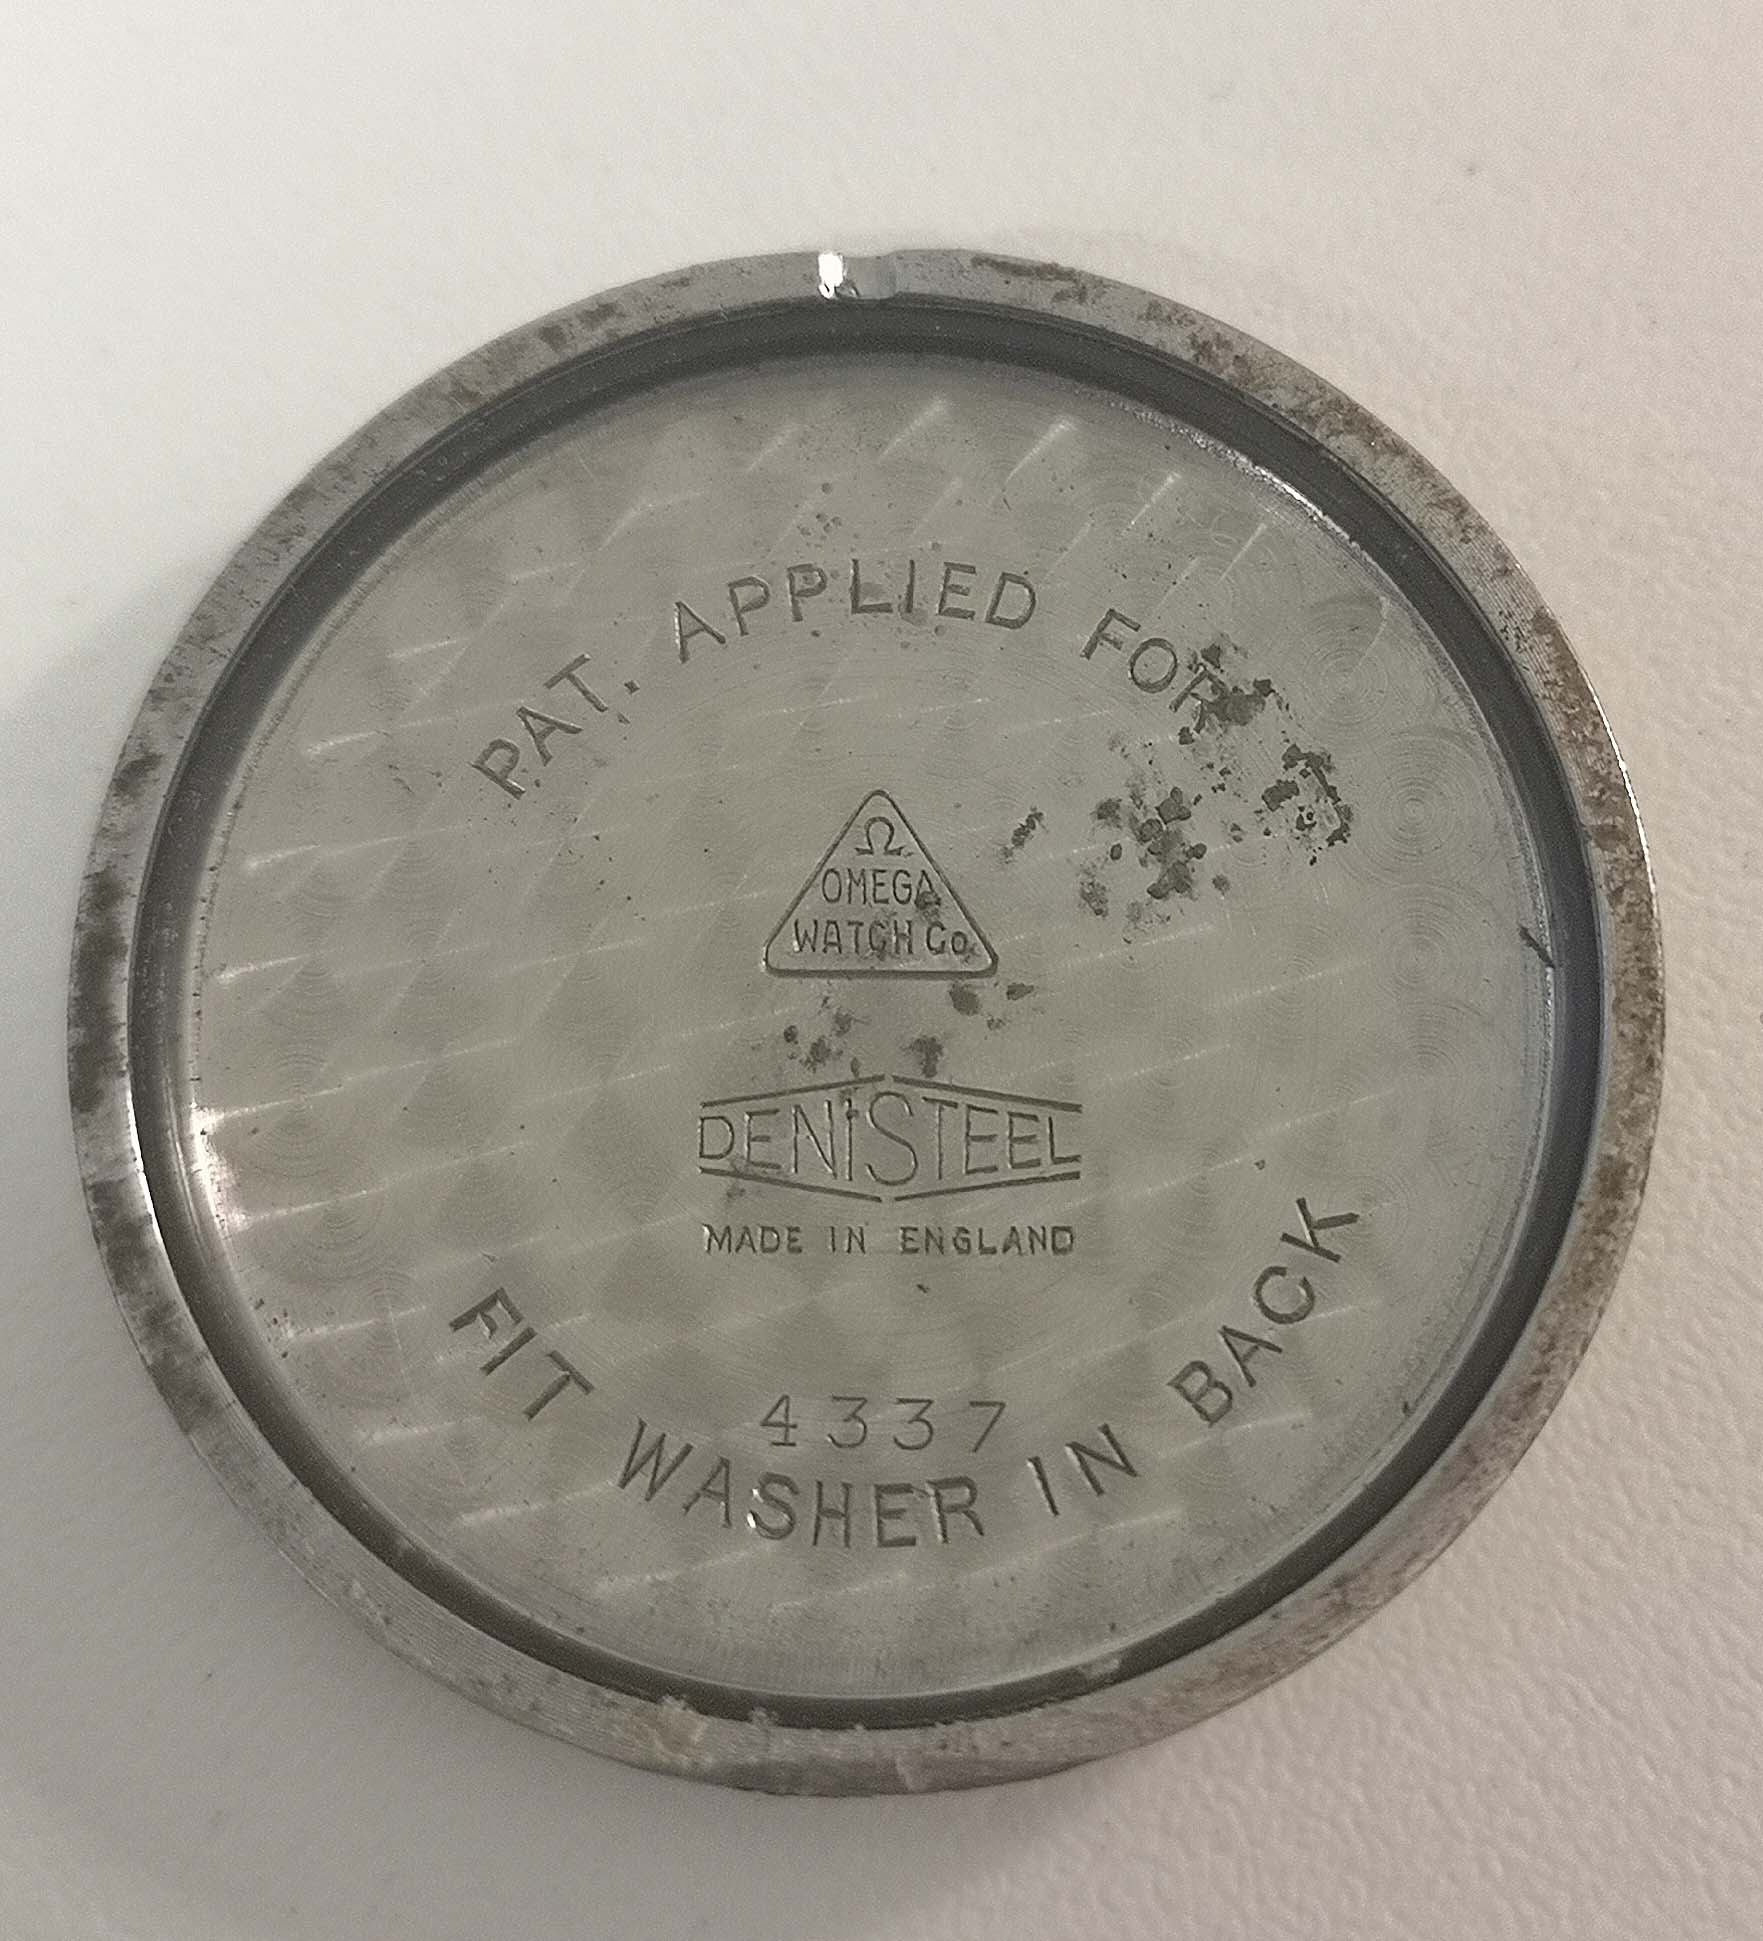 PAT. APPLIED FOR
Ω
OMEGA
WATCH Co
DENISTEEL
MADE IN ENGLAND
4337
FIT WASHER IN BACK